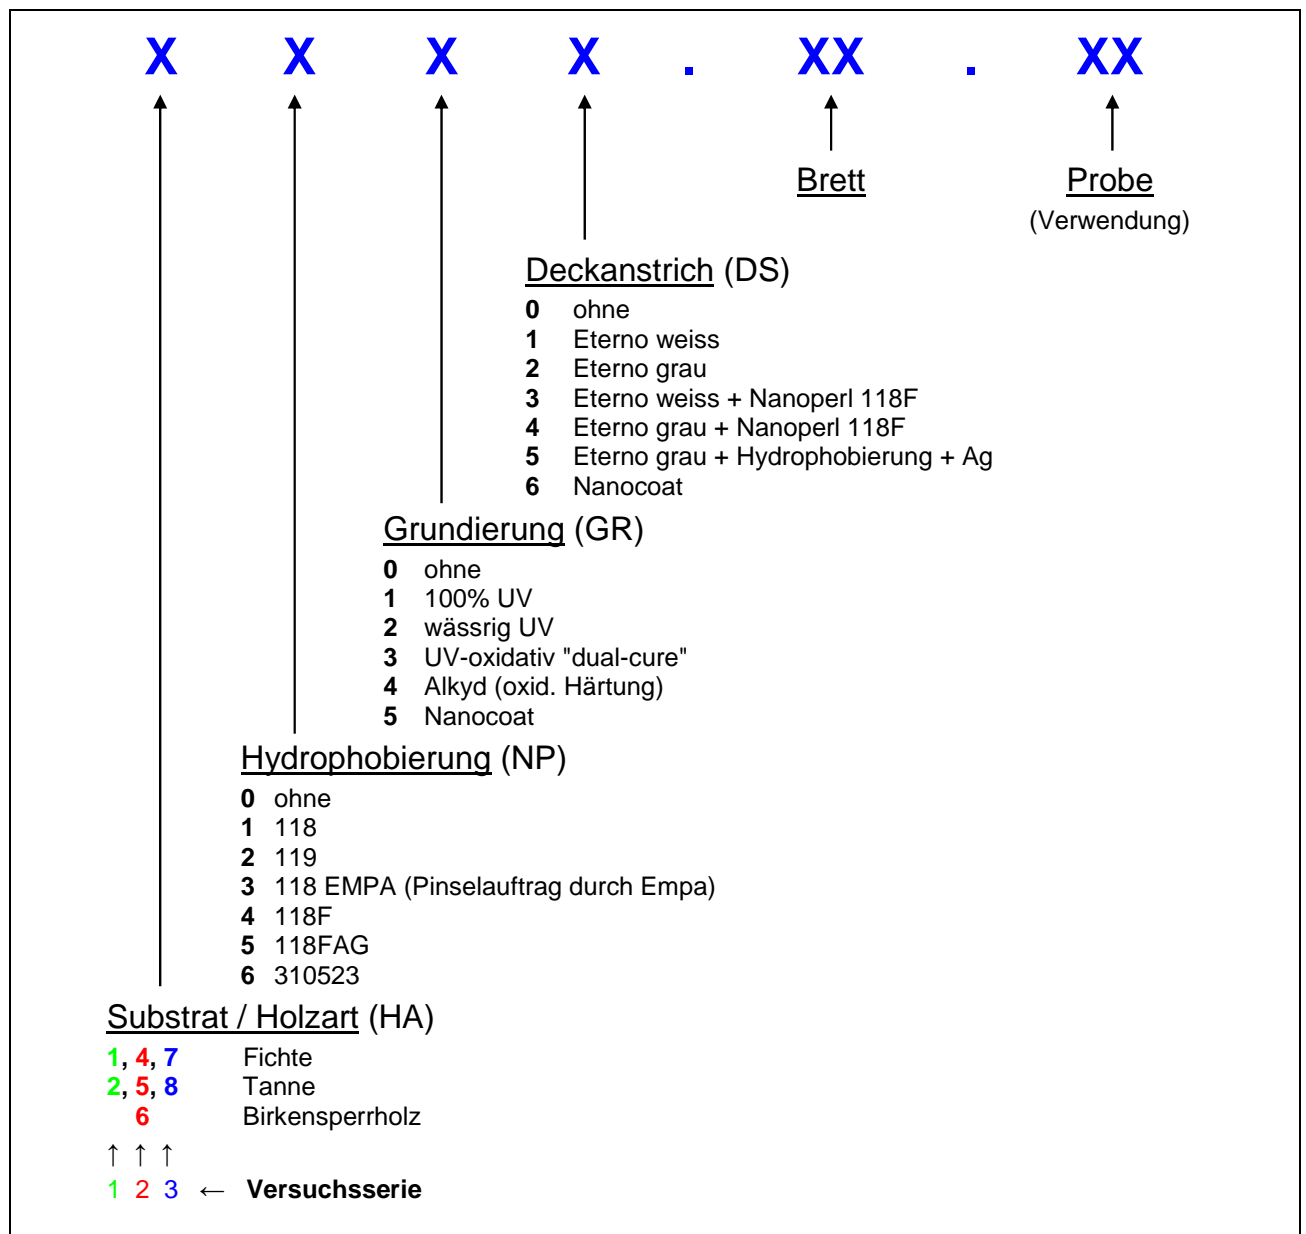 X X X X . XX . XX
Brett Probe
(Verwendung)
Deckanstrich (DS)
0 ohne
1 Eterno weiss
2 Eterno grau
3 Eterno weiss + Nanoperl 118F
4 Eterno grau + Nanoperl 118F
5 Eterno grau + Hydrophobierung + Ag
6 Nanocoat
Grundierung (GR)
0 ohne
1 100% UV
2 wässrig UV
3 UV-oxidativ "dual-cure"
4 Alkyd (oxid. Härtung)
5 Nanocoat
Hydrophobierung (NP)
0 ohne
1 118
2 119
3 118 EMPA (Pinselauftrag durch Empa)
4 118F
5 118FAG
6 310523
Substrat / Holzart (HA)
1, 4, 7 Fichte
2, 5, 8 Tanne
6 Birkensperrholz
↑ ↑ ↑
1 2 3 ← Versuchsserie